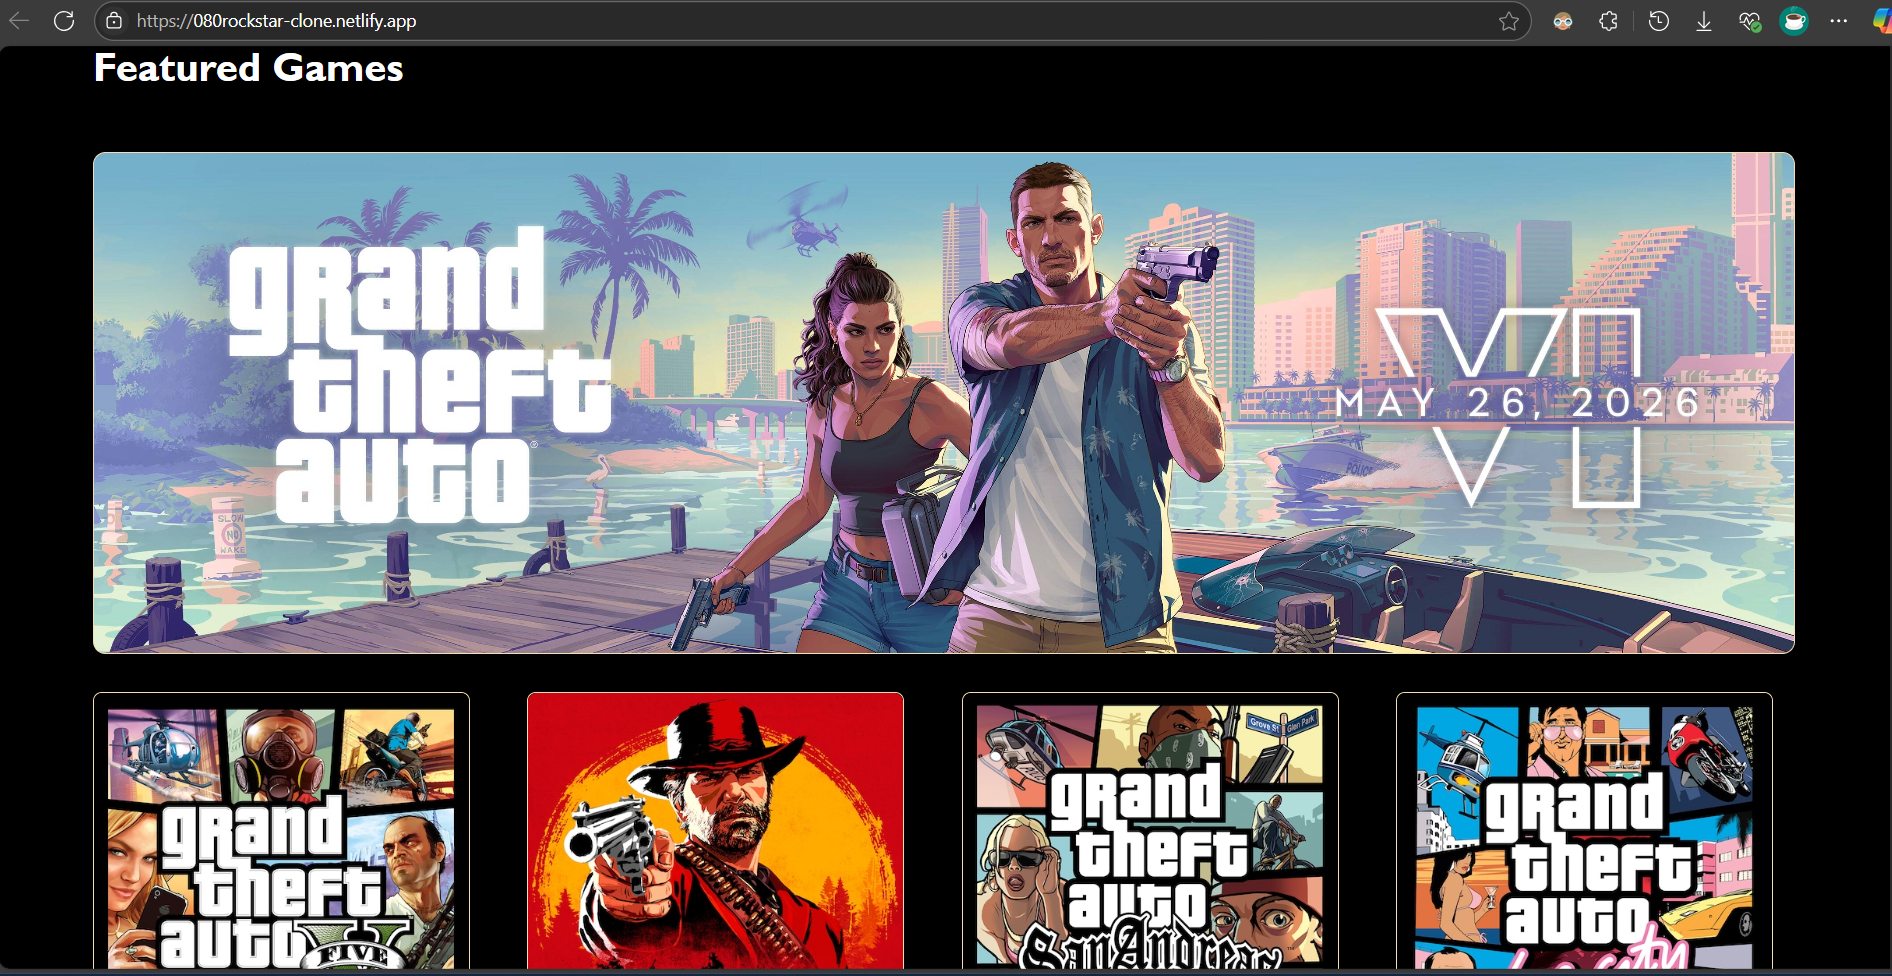 https://080rockstar-clone.netlify.app
Featured Games
grand
theft
auto
®
VI
MAY 26, 2026
SLOW
NO
WAKE
POLICE
grand
theft
auto
V
FIVE
Grove St
Glen Park
grand
theft
auto
San Andreas
grand
theft
auto